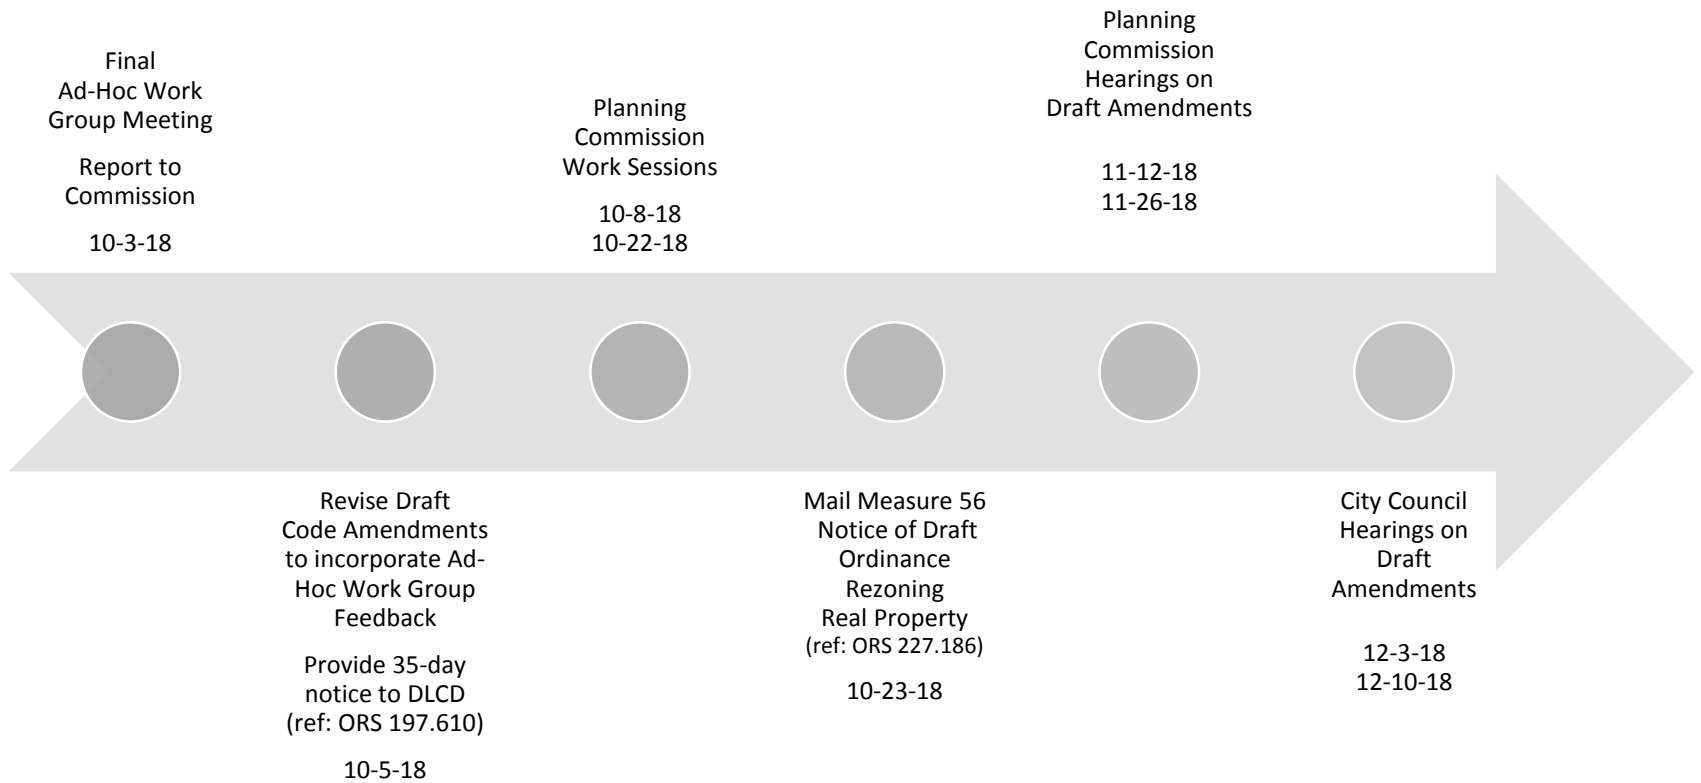 Final
Ad-Hoc Work
Group Meeting
Report to
Commission
10-3-18
Revise Draft
Code Amendments
to incorporate Ad-
Hoc Work Group
Feedback
Provide 35-day
notice to DLCD
(ref: ORS 197.610)
10-5-18
Planning
Commission
Work Sessions
10-8-18
10-22-18
Mail Measure 56
Notice of Draft
Ordinance
Rezoning
Real Property
(ref: ORS 227.186)
10-23-18
Planning
Commission
Hearings on
Draft Amendments
11-12-18
11-26-18
City Council
Hearings on
Draft
Amendments
12-3-18
12-10-18